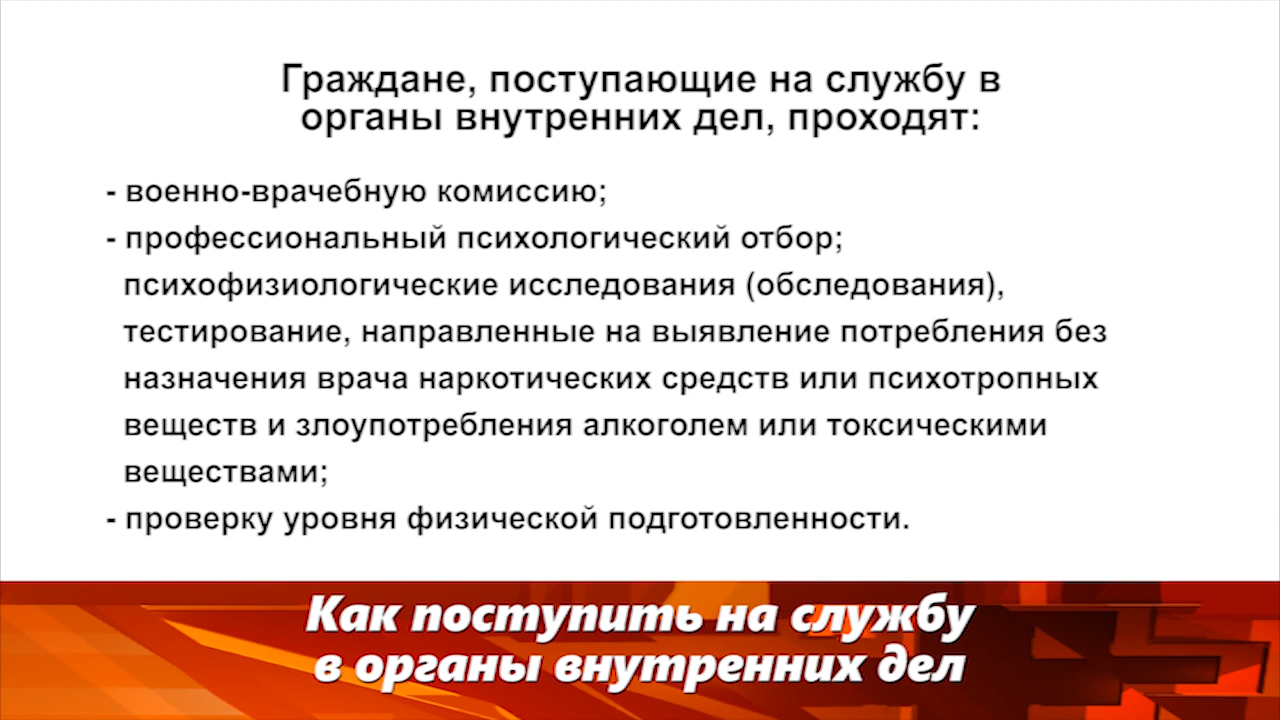 Граждане, поступающие на службу в
органы внутренних дел, проходят:
- военно-врачебную комиссию;
- профессиональный психологический отбор;
психофизиологические исследования (обследования),
тестирование, направленные на выявление потребления без
назначения врача наркотических средств или психотропных
веществ и злоупотребления алкоголем или токсическими
веществами;
- проверку уровня физической подготовленности.
Как поступить на службу
в органы внутренних дел